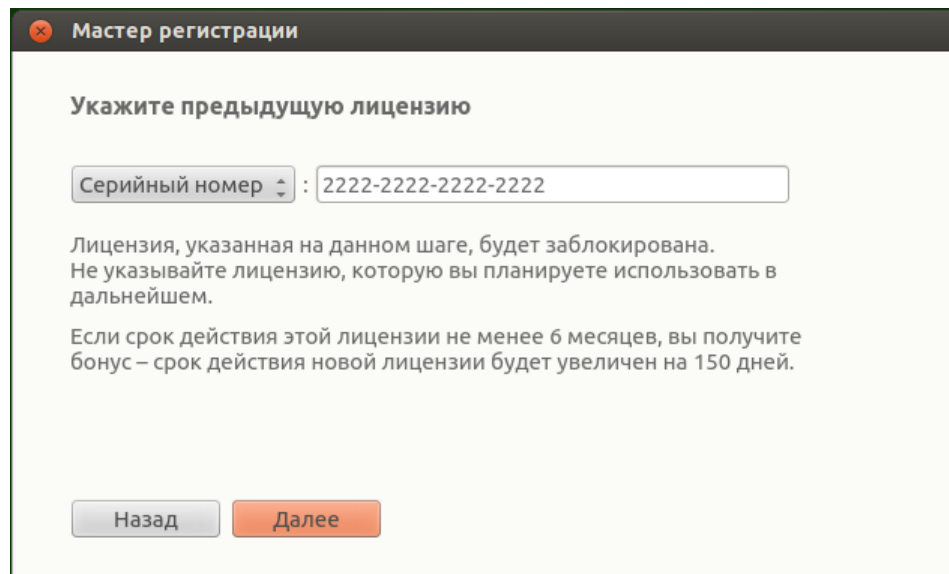 Мастер регистрации
Укажите предыдущую лицензию
Серийный номер : 2222-2222-2222-2222
Лицензия, указанная на данном шаге, будет заблокирована.
Не указывайте лицензию, которую вы планируете использовать в
дальнейшем.
Если срок действия этой лицензии не менее 6 месяцев, вы получите
бонус – срок действия новой лицензии будет увеличен на 150 дней.
Назад Далее